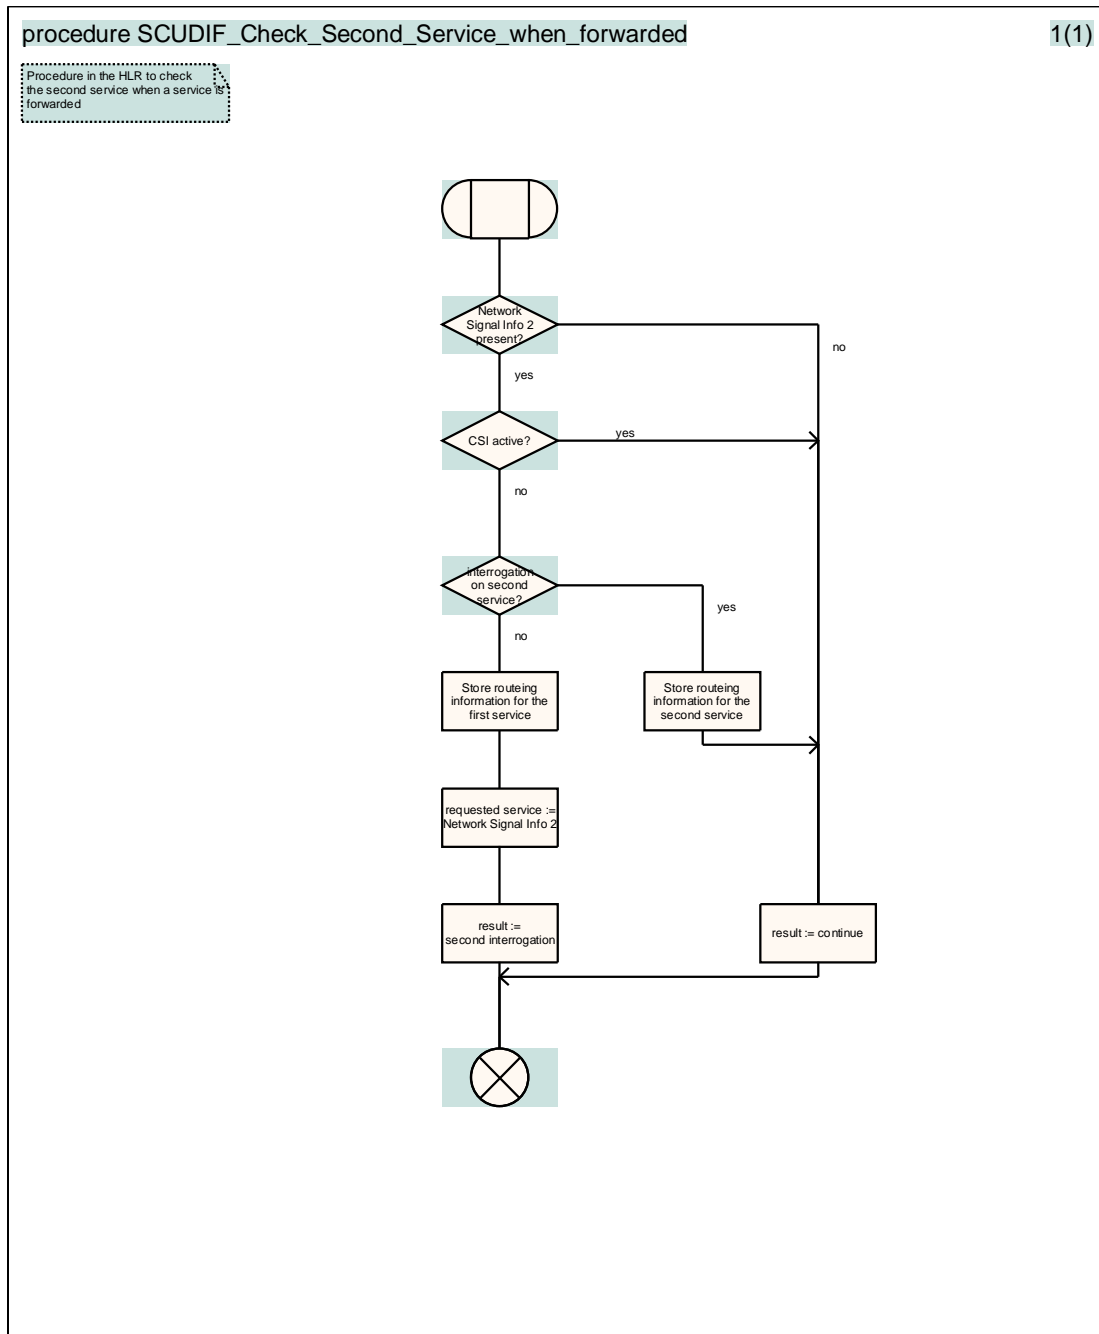 procedure SCUDIF_Check_Second_Service_when_forwarded
1(1)
Procedure in the HLR to check
the second service when a service is
forwarded
Network
Signal Info 2
present?
no
yes
CSI active?
yes
no
interrogation
on second
service?
yes
no
Store routeing
information for the
first service
Store routeing
information for the
second service
requested service :=
Network Signal Info 2
result :=
second interrogation
result := continue